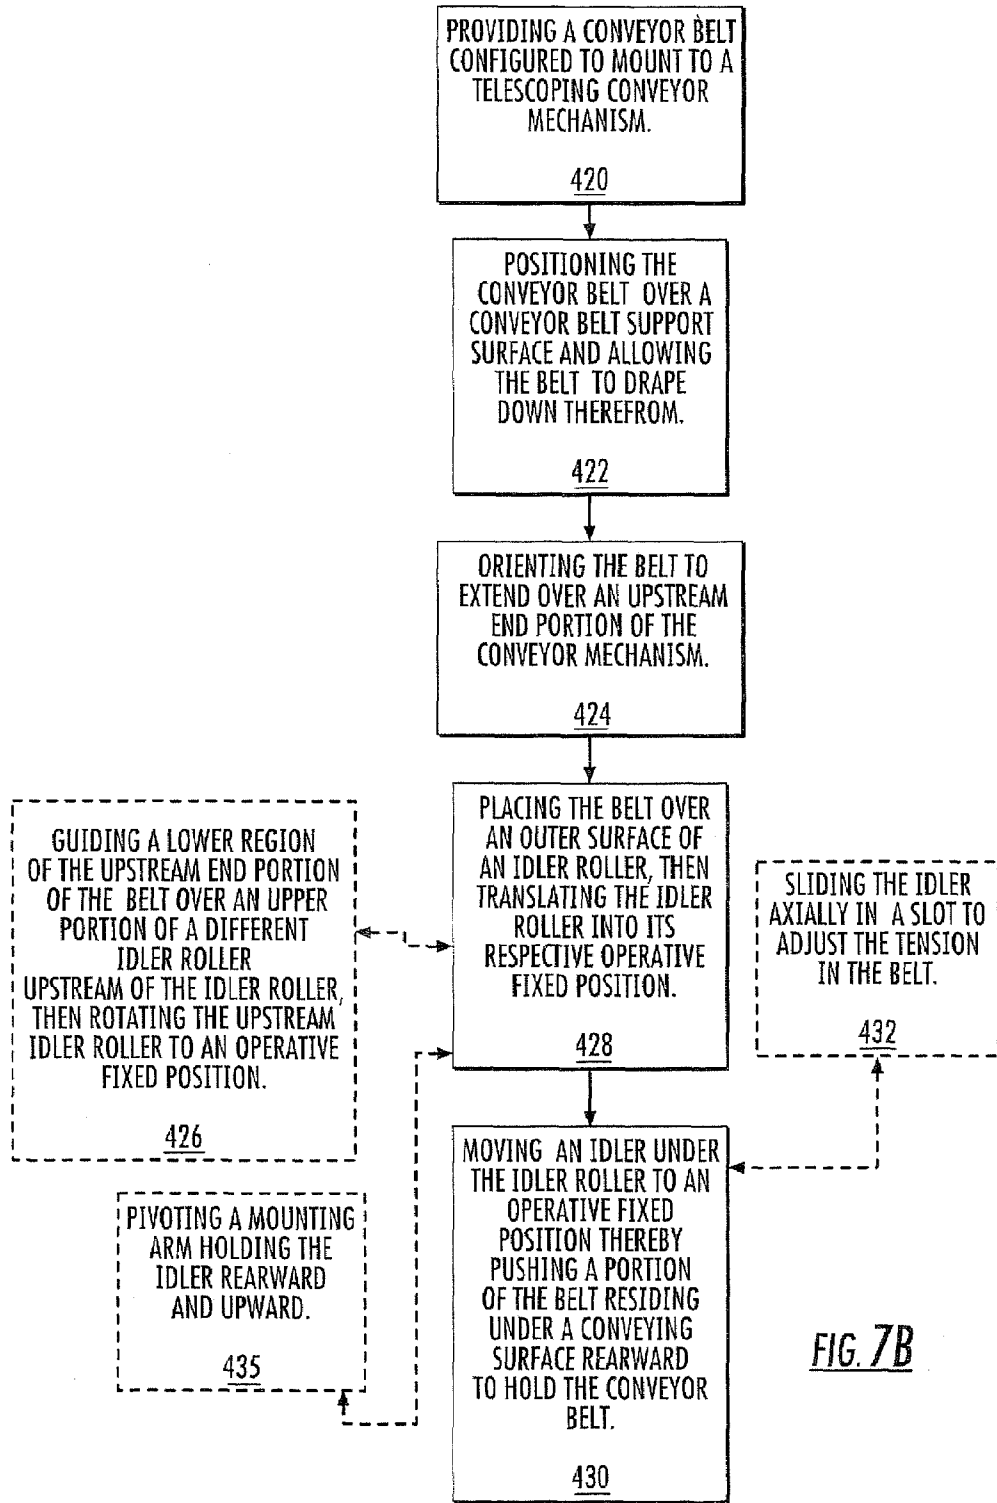 PROVIDING A CONVEYOR BELT
CONFIGURED TO MOUNT TO A
TELESCOPING CONVEYOR
MECHANISM.
420
POSITIONING THE
CONVEYOR BELT OVER A
CONVEYOR BELT SUPPORT
SURFACE AND ALLOWING
THE BELT TO DRAPE
DOWN THEREFROM.
422
ORIENTING THE BELT TO
EXTEND OVER AN UPSTREAM
END PORTION OF THE
CONVEYOR MECHANISM.
424
GUIDING A LOWER REGION
OF THE UPSTREAM END PORTION
OF THE BELT OVER AN UPPER
PORTION OF A DIFFERENT
IDLER ROLLER
UPSTREAM OF THE IDLER ROLLER,
THEN ROTATING THE UPSTREAM
IDLER ROLLER TO AN OPERATIVE
FIXED POSITION.
426
PLACING THE BELT OVER
AN OUTER SURFACE OF
AN IDLER ROLLER, THEN
TRANSLATING THE IDLER
ROLLER INTO ITS
RESPECTIVE OPERATIVE
FIXED POSITION.
428
SLIDING THE IDLER
AXIALLY IN A SLOT TO
ADJUST THE TENSION
IN THE BELT.
432
PIVOTING A MOUNTING
ARM HOLDING THE
IDLER REARWARD
AND UPWARD.
435
MOVING AN IDLER UNDER
THE IDLER ROLLER TO AN
OPERATIVE FIXED
POSITION THEREBY
PUSHING A PORTION
OF THE BELT RESIDING
UNDER A CONVEYING
SURFACE REARWARD
TO HOLD THE CONVEYOR
BELT.
430
FIG. 7B